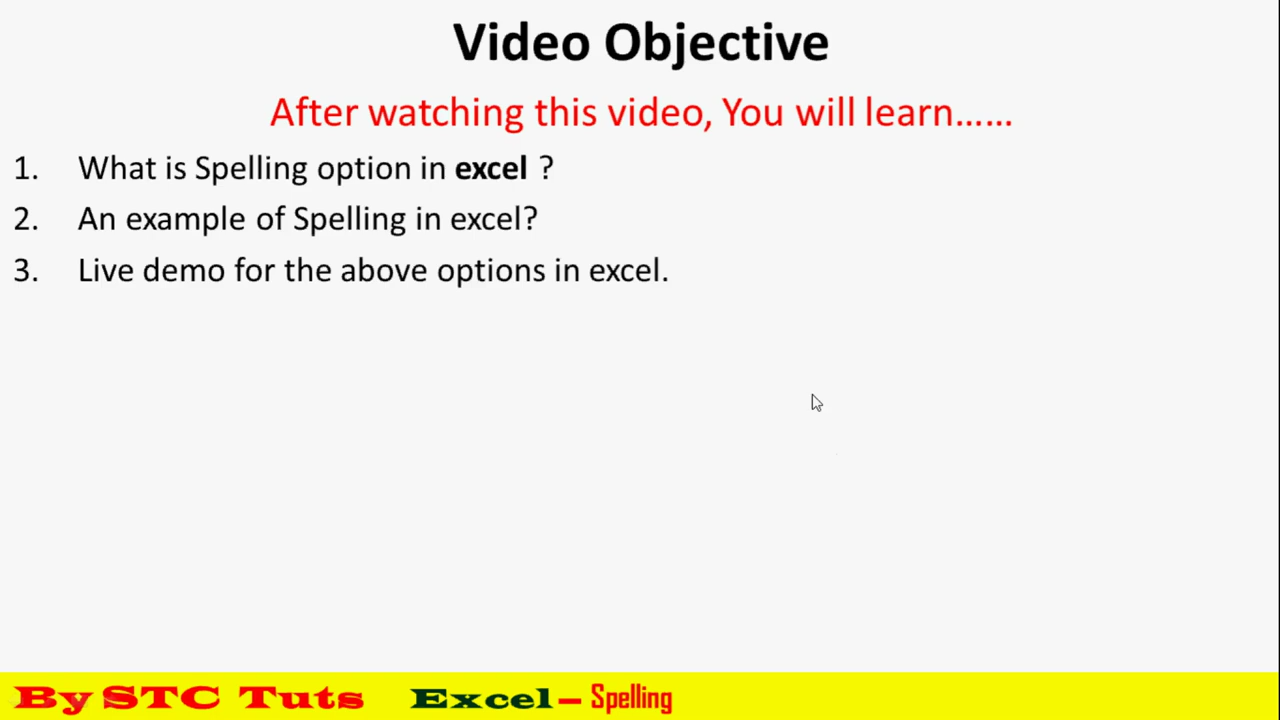 Video Objective
After watching this video, You will learn......
1. What is Spelling option in excel ?
2. An example of Spelling in excel?
3. Live demo for the above options in excel.
By STC Tuts Excel– Spelling